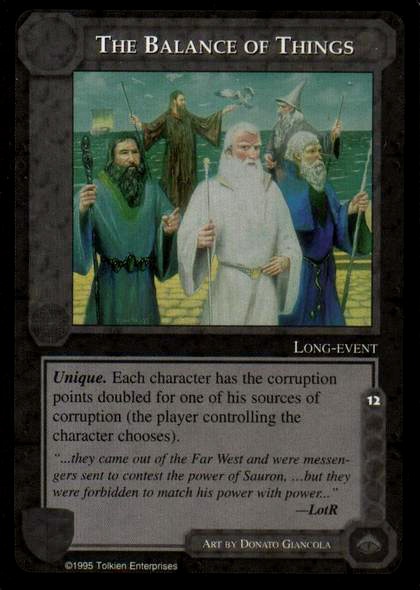 THE BALANCE OF THINGS
LONG-EVENT
Unique. Each character has the corruption
points doubled for one of his sources of
corruption (the player controlling the
character chooses).
12
"...they came out of the Far West and were messen-
gers sent to contest the power of Sauron, ...but they
were forbidden to match his power with power..."
—LotR
ART BY DONATO GIANCOLA
©1995 Tolkien Enterprises